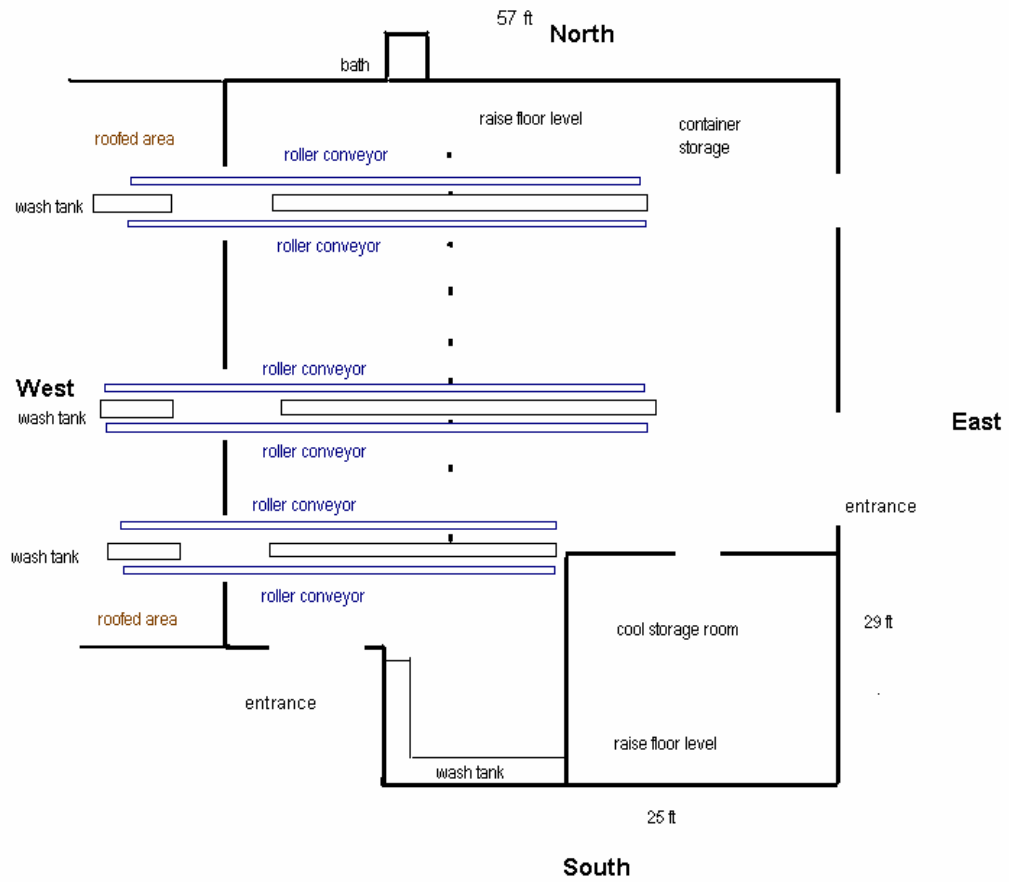 57 ft
North
bath
raise floor level
container
storage
roofed area
roller conveyor
wash tank
roller conveyor
roller conveyor
West
wash tank
East
roller conveyor
roller conveyor
entrance
wash tank
roller conveyor
roofed area
cool storage room
29 ft
entrance
raise floor level
wash tank
25 ft
South